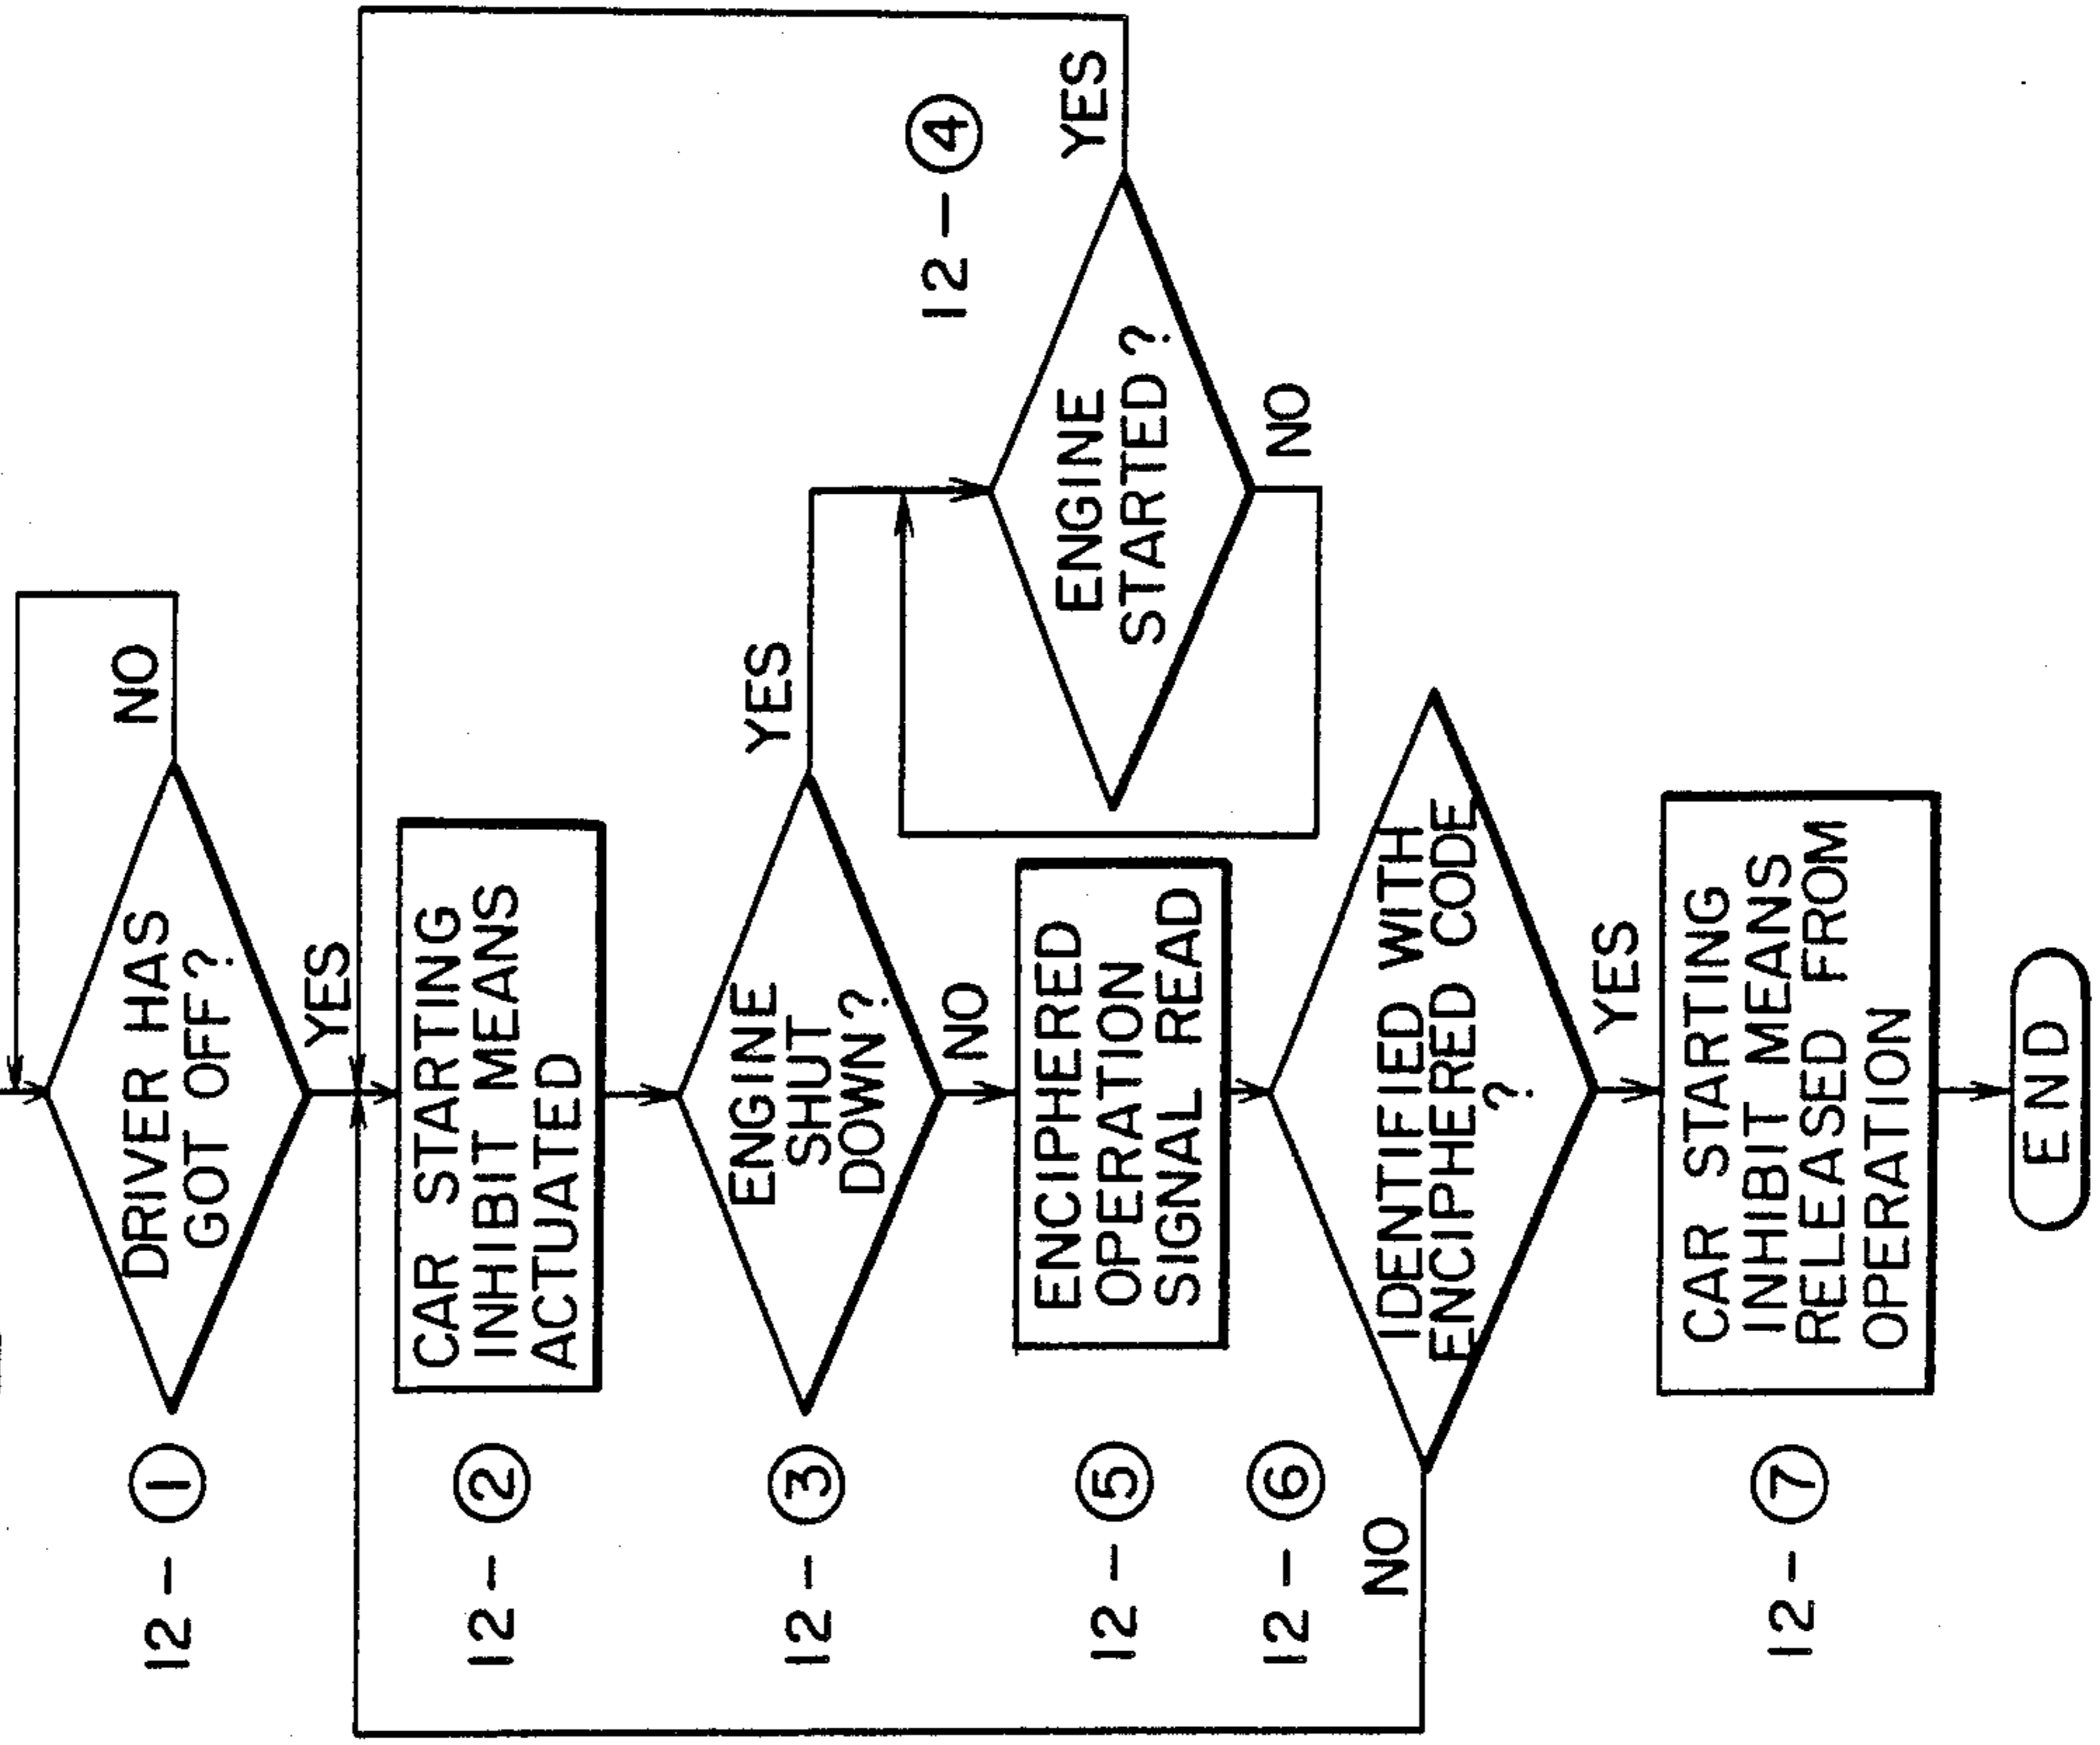 12-①
DRIVER HAS
GOT OFF?
NO
YES
12-②
CAR STARTING
INHIBIT MEANS
ACTUATED
12-③
ENGINE
SHUT
DOWN?
YES
NO
12-④
ENGINE
STARTED?
YES
NO
12-⑤
ENCIPHERED
OPERATION
SIGNAL READ
12-⑥
IDENTIFIED WITH
ENCIPHERED CODE
?
NO
YES
12-⑦
CAR STARTING
INHIBIT MEANS
RELEASED FROM
OPERATION
END